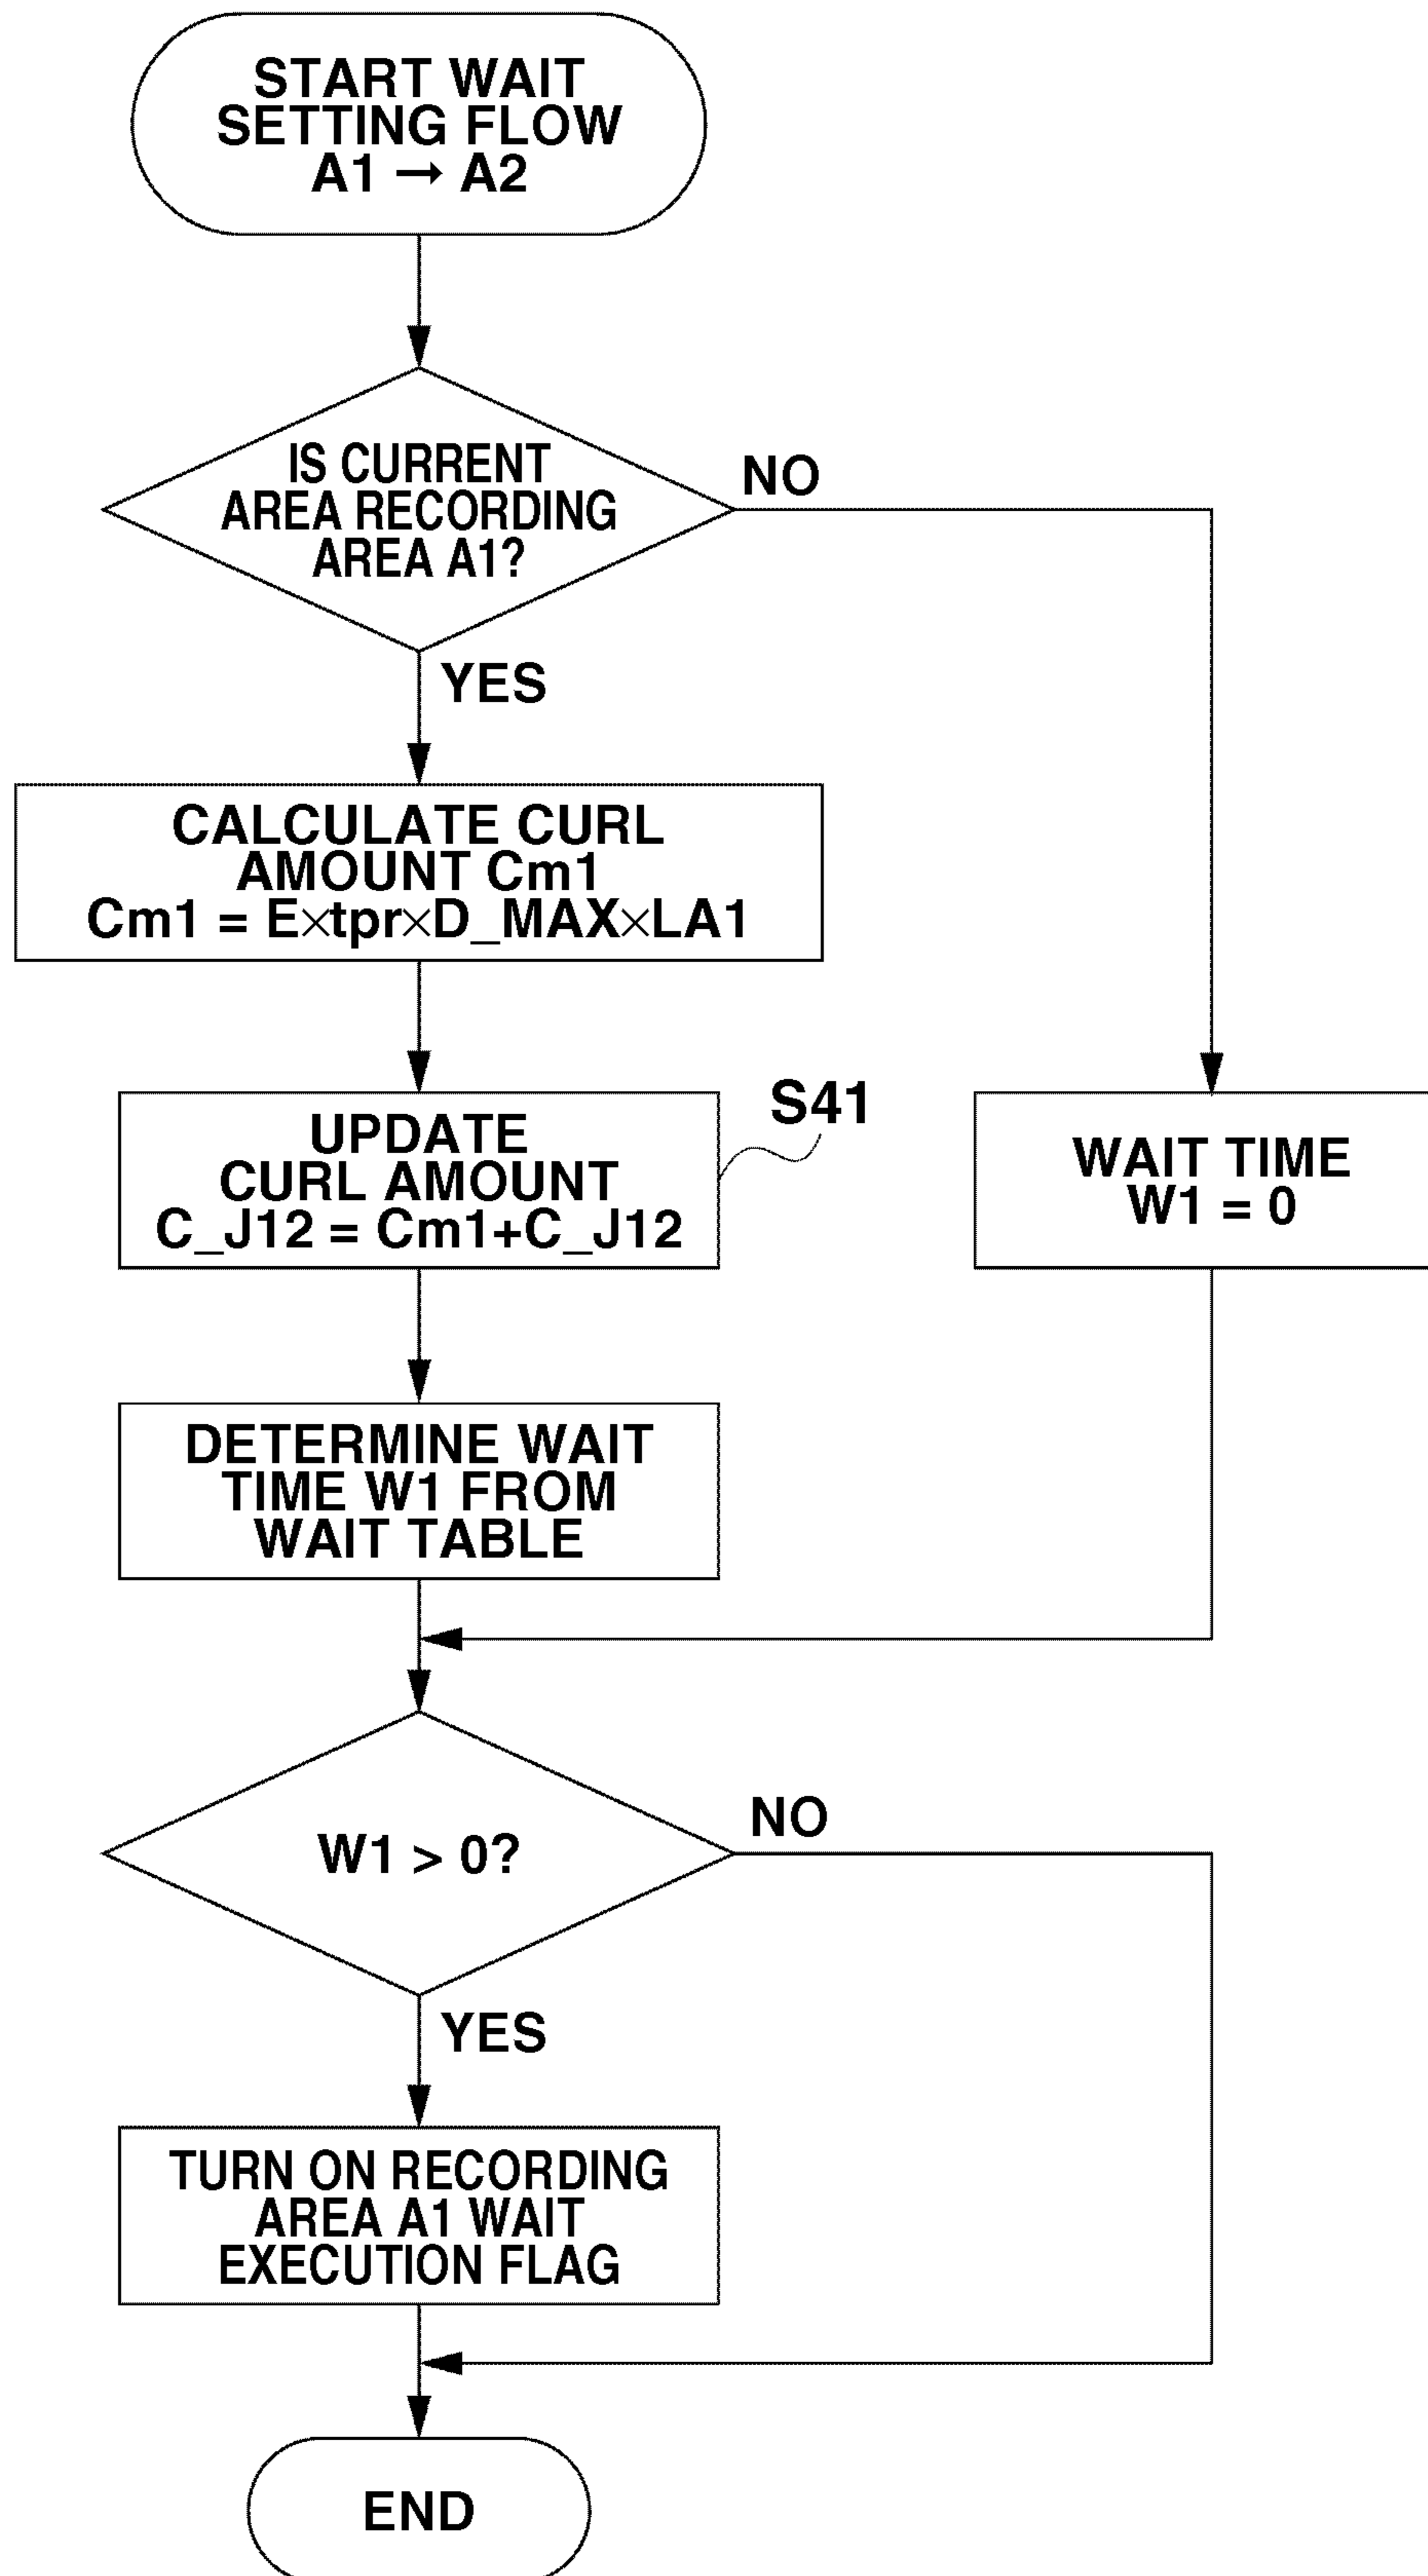 START WAIT
SETTING FLOW
A1 → A2
IS CURRENT
AREA RECORDING
AREA A1?
NO
YES
CALCULATE CURL
AMOUNT Cm1
Cm1 = E×tpr×D_MAX×LA1
UPDATE
CURL AMOUNT
C_J12 = Cm1+C_J12
S41
WAIT TIME
W1 = 0
DETERMINE WAIT
TIME W1 FROM
WAIT TABLE
W1 > 0?
NO
YES
TURN ON RECORDING
AREA A1 WAIT
EXECUTION FLAG
END